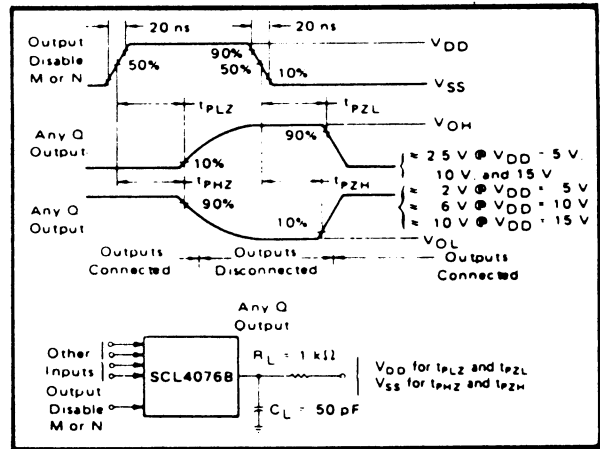 20 ns
20 ns
Output
Disable
M or N
50%
90%
50%
10%
VDD
VSS
tPLZ
tPZL
Any Q
Output
10%
90%
VOH
≈ 2.5 V @ VDD = 5 V,
10 V, and 15 V
tPHZ
tPZH
Any Q
Output
90%
10%
≈ 2 V @ VDD = 5 V
≈ 6 V @ VDD = 10 V
≈ 10 V @ VDD = 15 V
VOL
Outputs
Connected
Outputs
Disconnected
Outputs
Connected
Any Q
Output
Other
Inputs
Output
Disable
M or N
SCL4076B
RL = 1 kΩ
CL = 50 pF
VDD for tPLZ and tPZL
VSS for tPHZ and tPZH